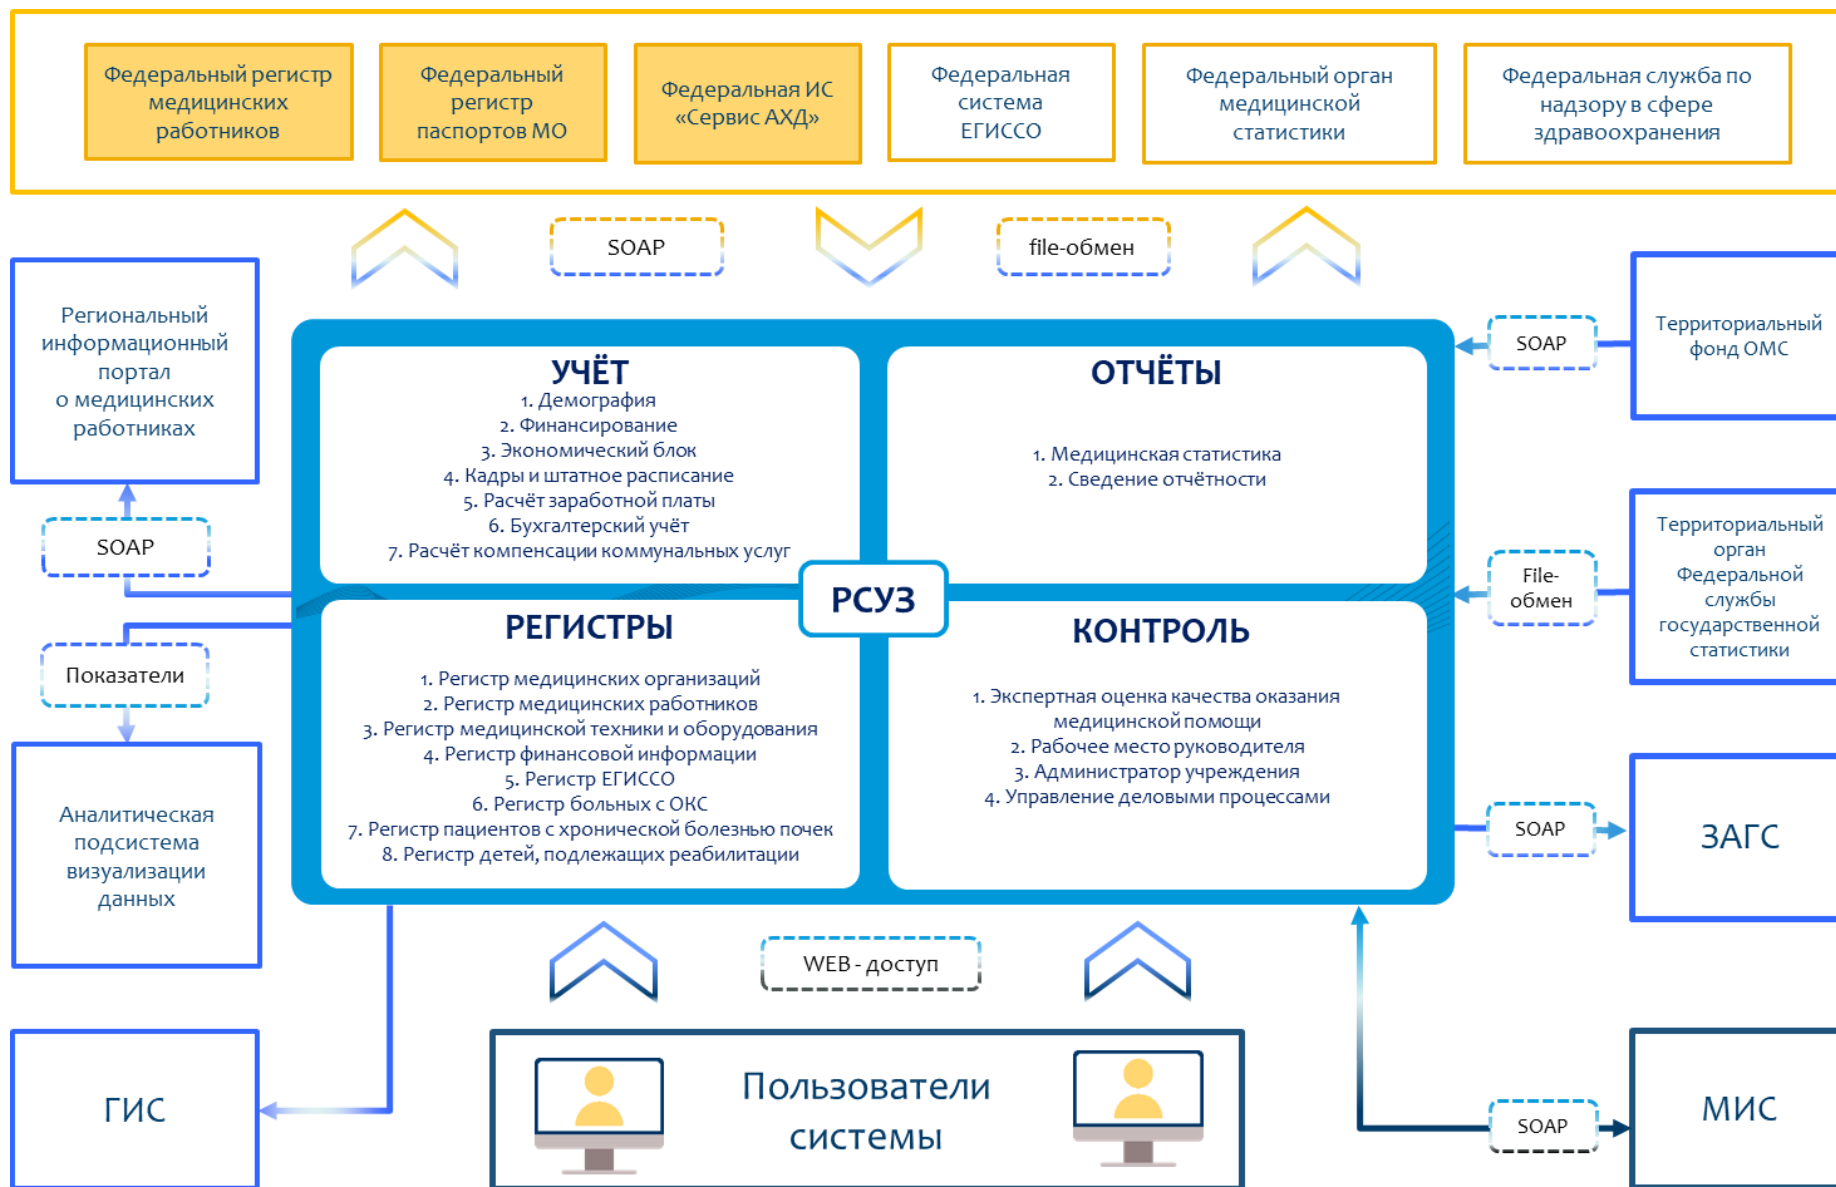 Федеральный регистр
медицинских
работников
Федеральный
регистр
паспортов МО
Федеральная ИС
«Сервис АХД»
Федеральная
система
ЕГИССО
Федеральный орган
медицинской
статистики
Федеральная служба по
надзору в сфере
здравоохранения
SOAP
file-обмен
Региональный
информационный
портал
о медицинских
работниках
SOAP
Показатели
Аналитическая
подсистема
визуализации
данных
ГИС
УЧЁТ
1. Демография
2. Финансирование
3. Экономический блок
4. Кадры и штатное расписание
5. Расчёт заработной платы
6. Бухгалтерский учёт
7. Расчёт компенсации коммунальных услуг
ОТЧЁТЫ
1. Медицинская статистика
2. Сведение отчётности
РСУЗ
РЕГИСТРЫ
1. Регистр медицинских организаций
2. Регистр медицинских работников
3. Регистр медицинской техники и оборудования
4. Регистр финансовой информации
5. Регистр ЕГИССО
6. Регистр больных с ОКС
7. Регистр пациентов с хронической болезнью почек
8. Регистр детей, подлежащих реабилитации
КОНТРОЛЬ
1. Экспертная оценка качества оказания
медицинской помощи
2. Рабочее место руководителя
3. Администратор учреждения
4. Управление деловыми процессами
SOAP
Территориальный
фонд ОМС
File-
обмен
Территориальный
орган
Федеральной
службы
государственной
статистики
SOAP
ЗАГС
SOAP
МИС
WEB - доступ
Пользователи
системы